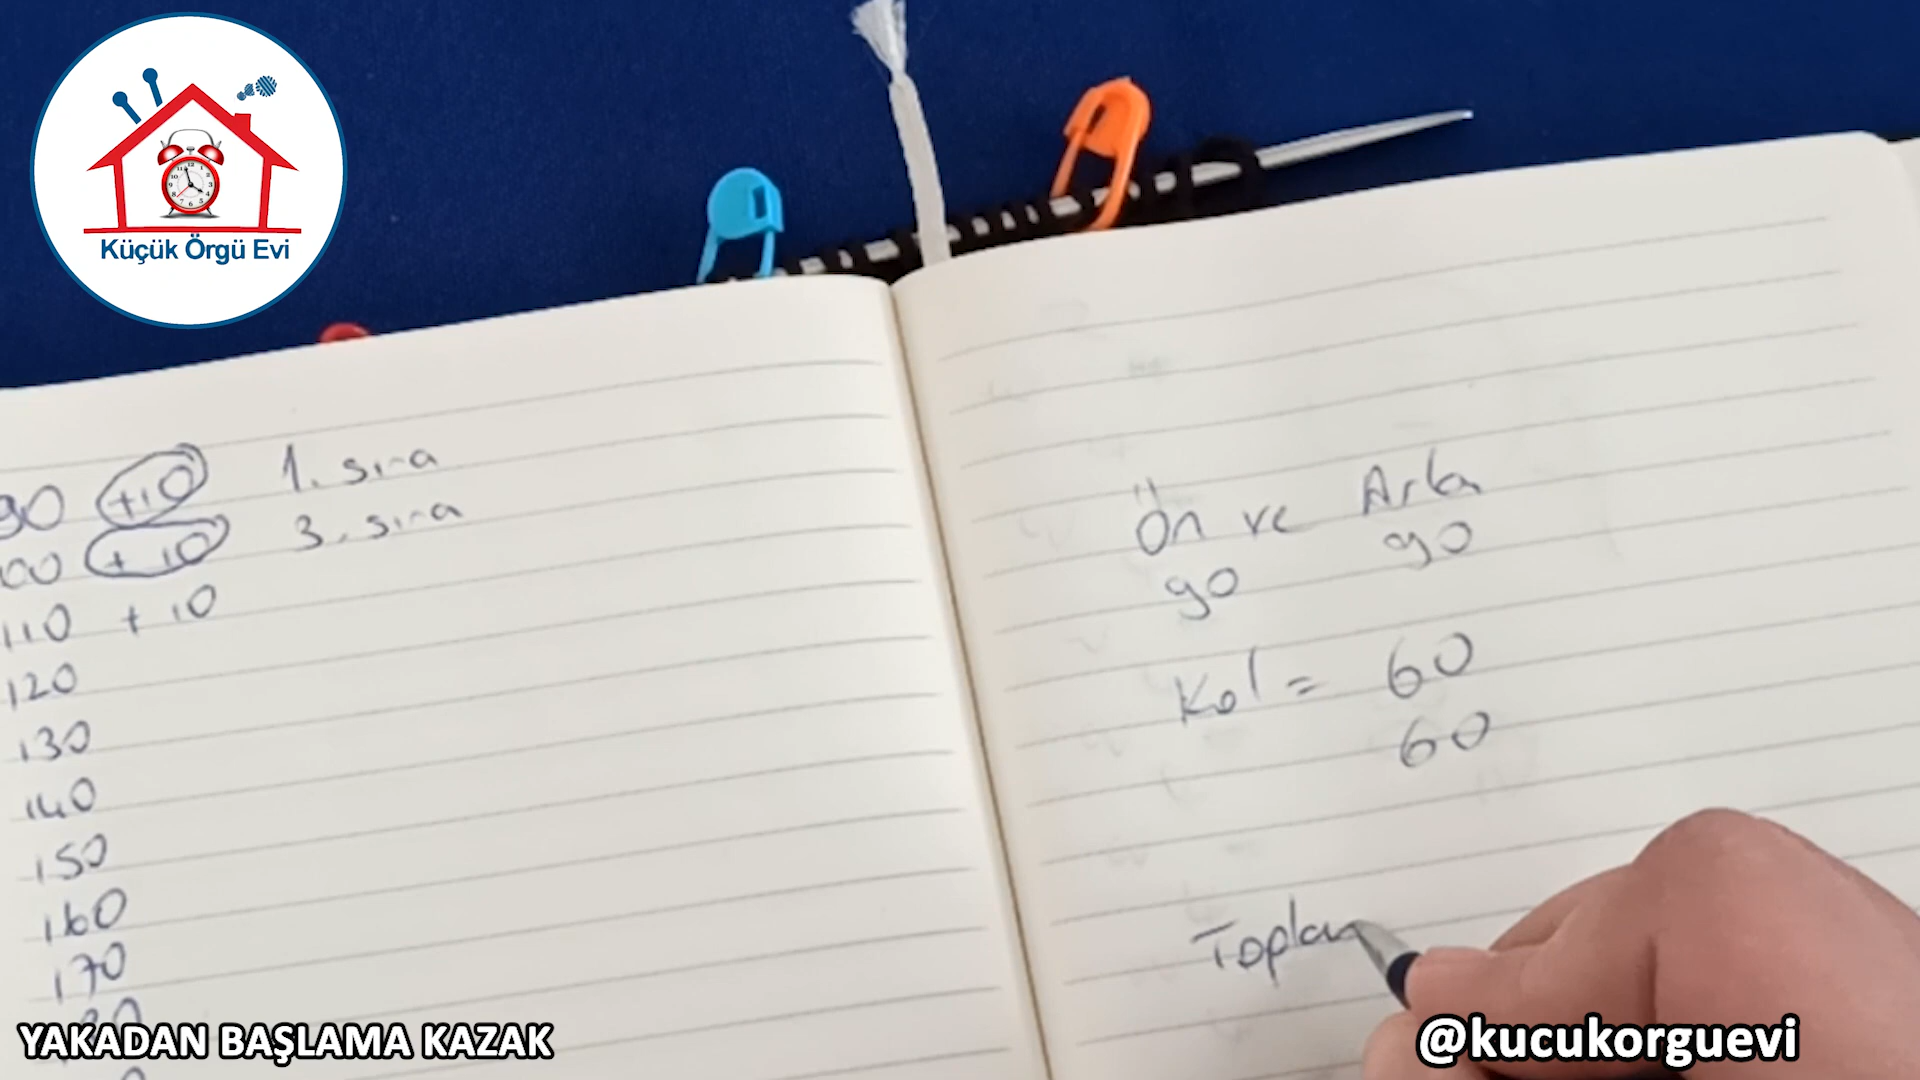 Küçük Örgü Evi
90 +10 1. sıra
100 +10 3. sıra
110 + 10
120
130
140
150
160
170
Ön ve Arka
90 90
Kol = 60
60
Toplam
YAKADAN BAŞLAMA KAZAK
@kucukorguevi